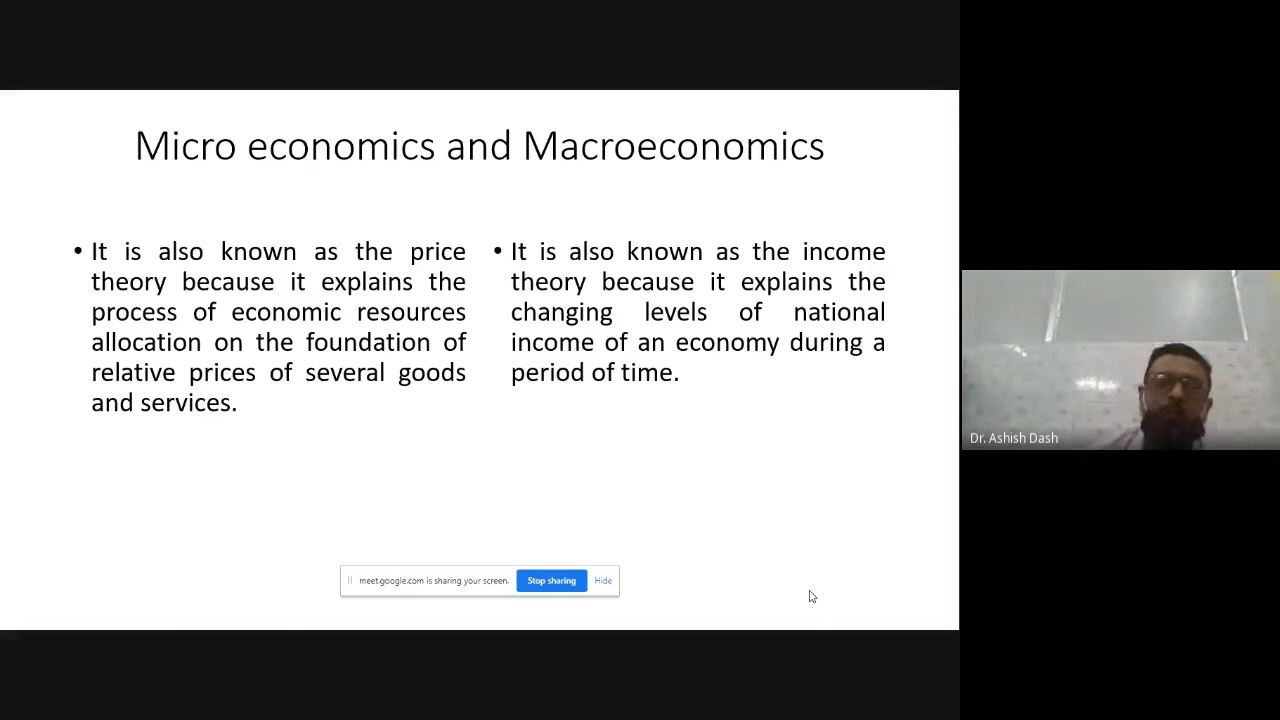 Micro economics and Macroeconomics
• It is also known as the price
theory because it explains the
process of economic resources
allocation on the foundation of
relative prices of several goods
and services.
• It is also known as the income
theory because it explains the
changing levels of national
income of an economy during a
period of time.
meet.google.com is sharing your screen.
Stop sharing
Hide
Dr. Ashish Dash